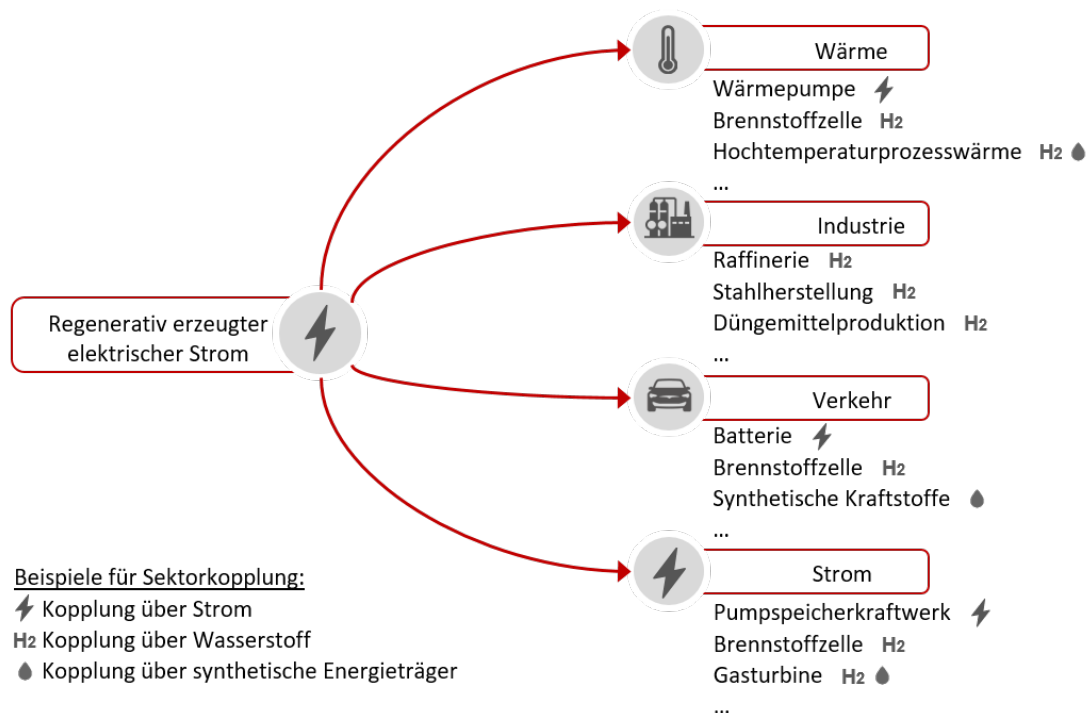 Wärme
Wärmepumpe
Brennstoffzelle H2
Hochtemperaturprozesswärme H2
...
Industrie
Raffinerie H2
Stahlherstellung H2
Düngemittelproduktion H2
...
Regenerativ erzeugter
elektrischer Strom
Verkehr
Batterie
Brennstoffzelle H2
Synthetische Kraftstoffe
...
Strom
Pumpspeicherkraftwerk
Brennstoffzelle H2
Gasturbine H2
...
Beispiele für Sektorkopplung:
Kopplung über Strom
H2 Kopplung über Wasserstoff
Kopplung über synthetische Energieträger